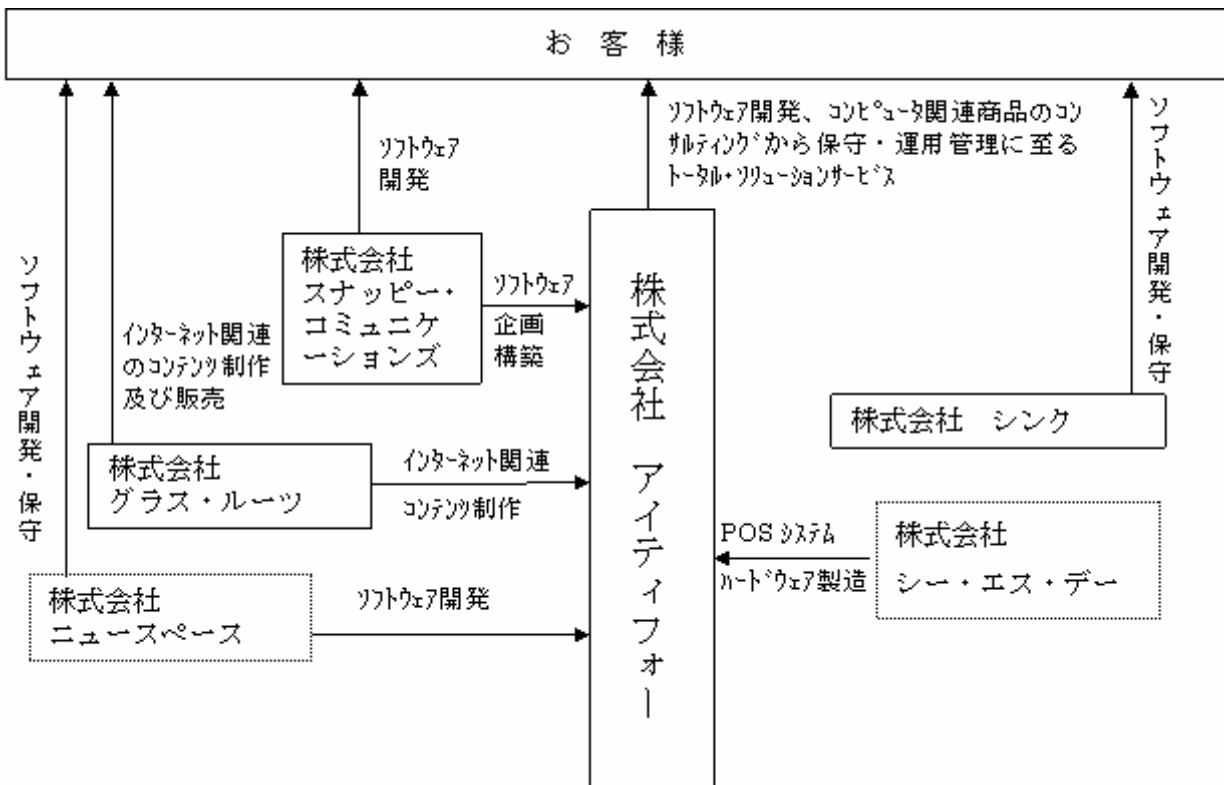 お 客 様
ｿﾌﾄｳｪｱ開発、ｺﾝﾋﾟｭｰﾀ関連商品のｺﾝ
ｻﾙﾃｨﾝｸﾞから保守・運用管理に至る
ﾄｰﾀﾙ･ｿﾘｭｰｼｮﾝｻｰﾋﾞｽ
ソフトウェア開発・保守
ｿﾌﾄｳｪｱ
開発
株式会社
スナッピー・
コミュニケ
ーションズ
ｿﾌﾄｳｪｱ
企画
構築
株式会社 アイティフォー
ソフトウェア開発・保守
ｲﾝﾀｰﾈｯﾄ関連
のｺﾝﾃﾝﾂ制作
及び販売
株式会社 シンク
株式会社
グラス・ルーツ
ｲﾝﾀｰﾈｯﾄ関連
ｺﾝﾃﾝﾂ制作
POS ｼｽﾃﾑ
ﾊｰﾄﾞｳｪｱ製造
株式会社
シー・エス・デー
株式会社
ニュースペース
ｿﾌﾄｳｪｱ開発